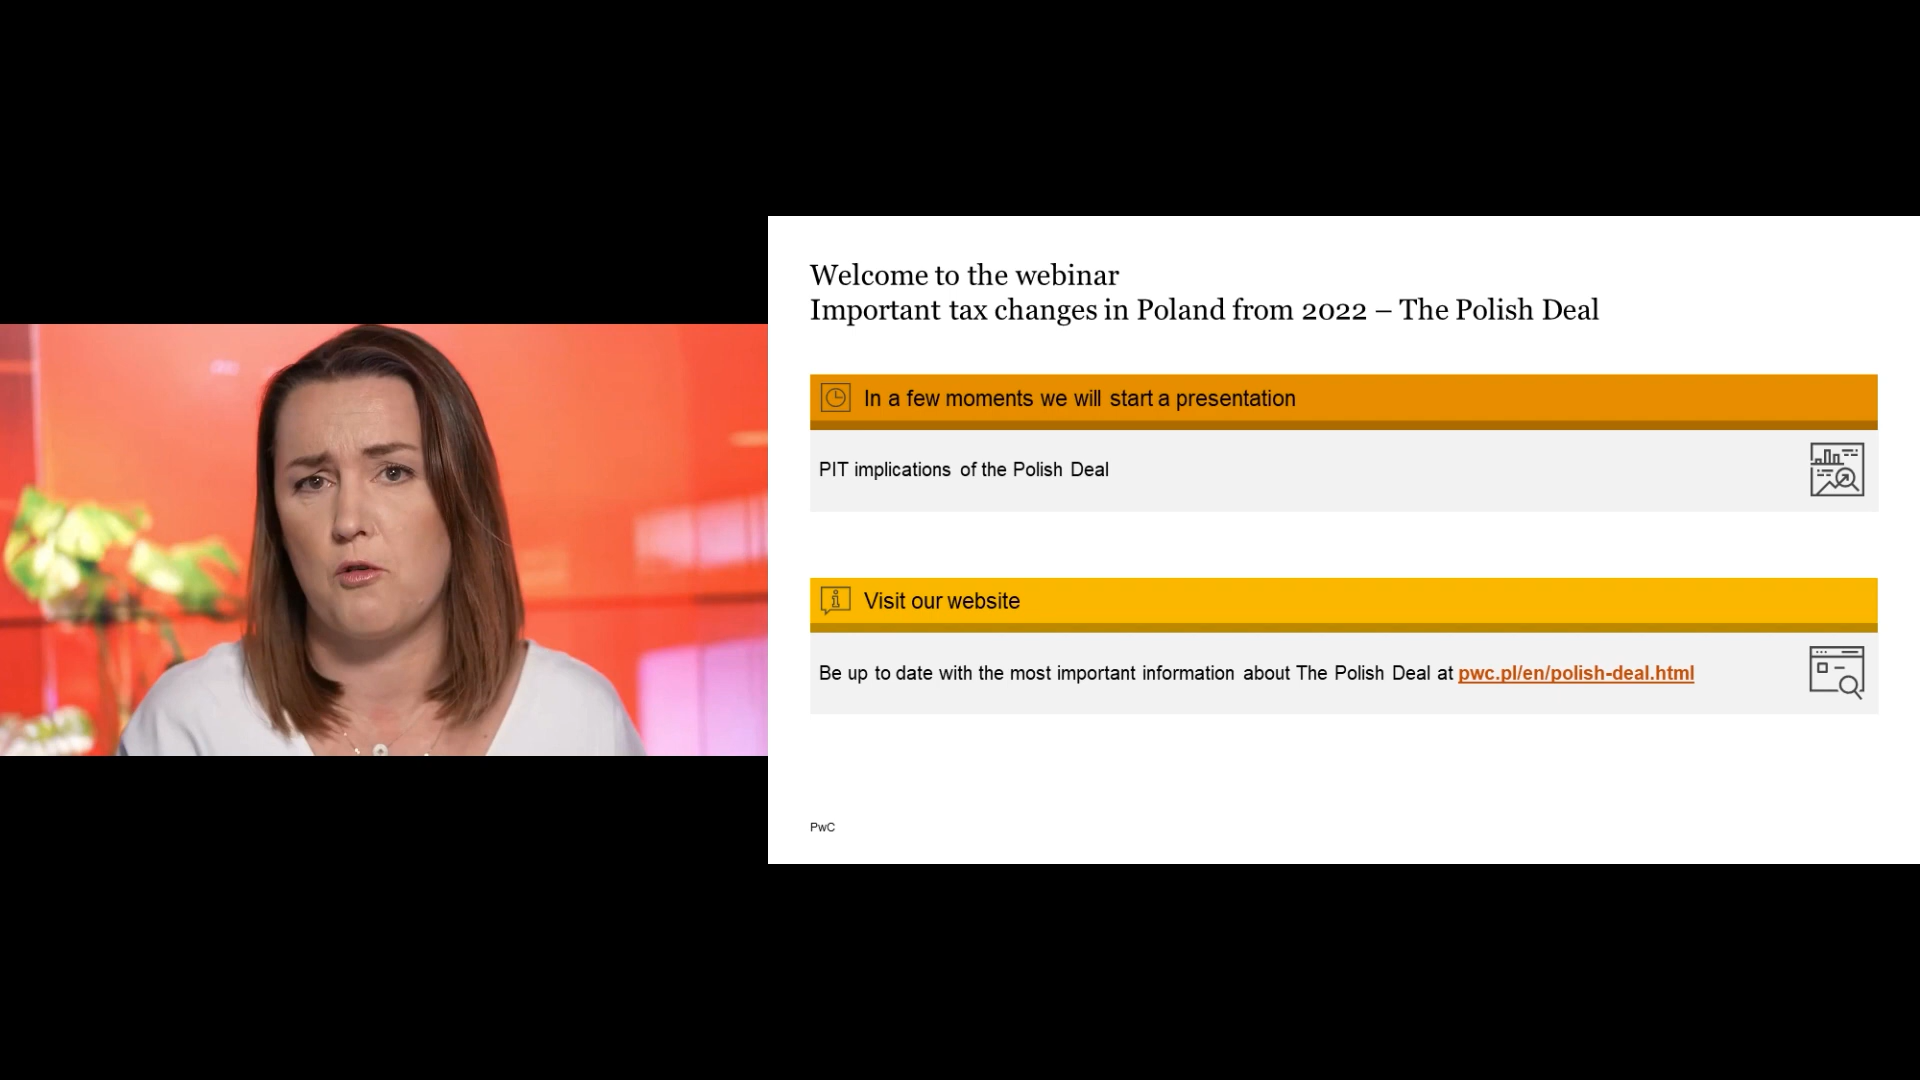 Welcome to the webinar
Important tax changes in Poland from 2022 – The Polish Deal
In a few moments we will start a presentation
PIT implications of the Polish Deal
Visit our website
Be up to date with the most important information about The Polish Deal at pwc.pl/en/polish-deal.html
PwC